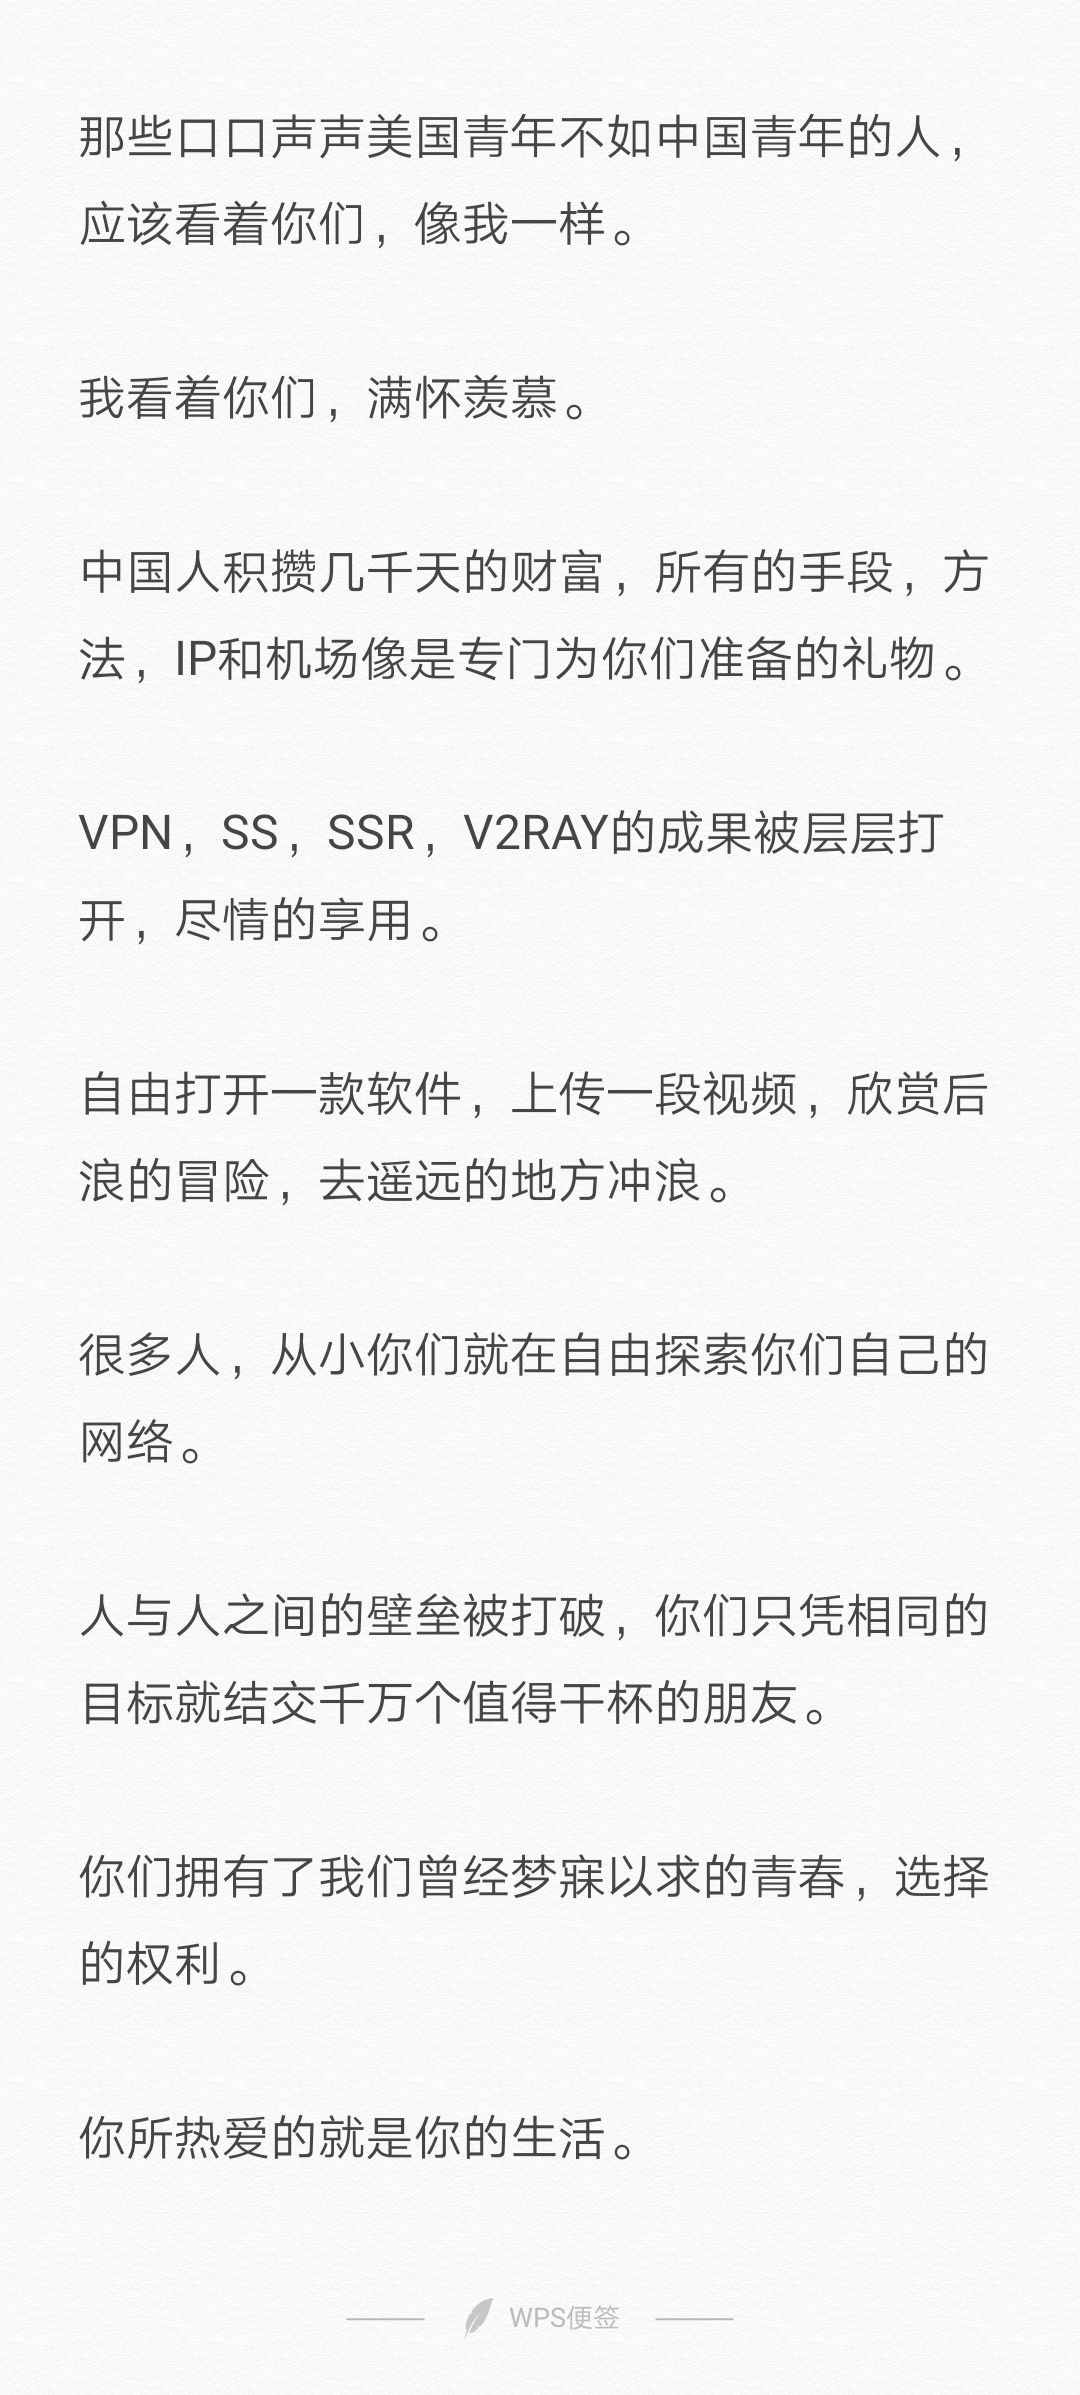 那些口口声声美国青年不如中国青年的人，
应该看着你们，像我一样。
我看着你们，满怀羡慕。
中国人积攒几千天的财富，所有的手段，方
法，IP和机场像是专门为你们准备的礼物。
VPN，SS，SSR，V2RAY的成果被层层打
开，尽情的享用。
自由打开一款软件，上传一段视频，欣赏后
浪的冒险，去遥远的地方冲浪。
很多人，从小你们就在自由探索你们自己的
网络。
人与人之间的壁垒被打破，你们只凭相同的
目标就结交千万个值得干杯的朋友。
你们拥有了我们曾经梦寐以求的青春，选择
的权利。
你所热爱的就是你的生活。
WPS便签